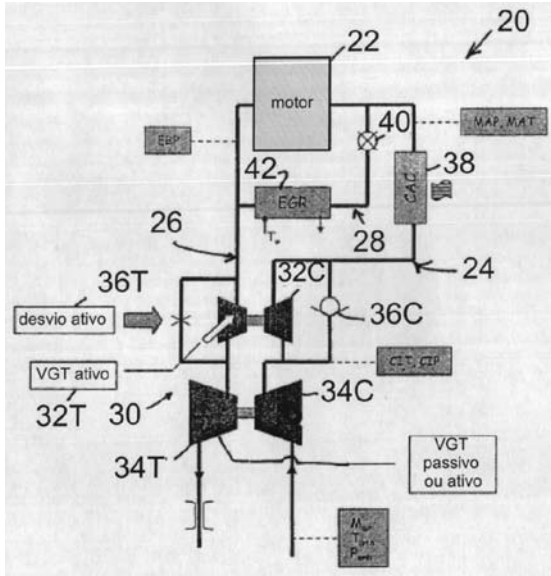 22
20
motor
40
EBP
MAP, MAT
42
38
CAC
EGR
26
28
32C
24
36T
36C
desvio ativo
CIT, CIP
VGT ativo
34C
32T
30
34T
VGT
passivo
ou ativo